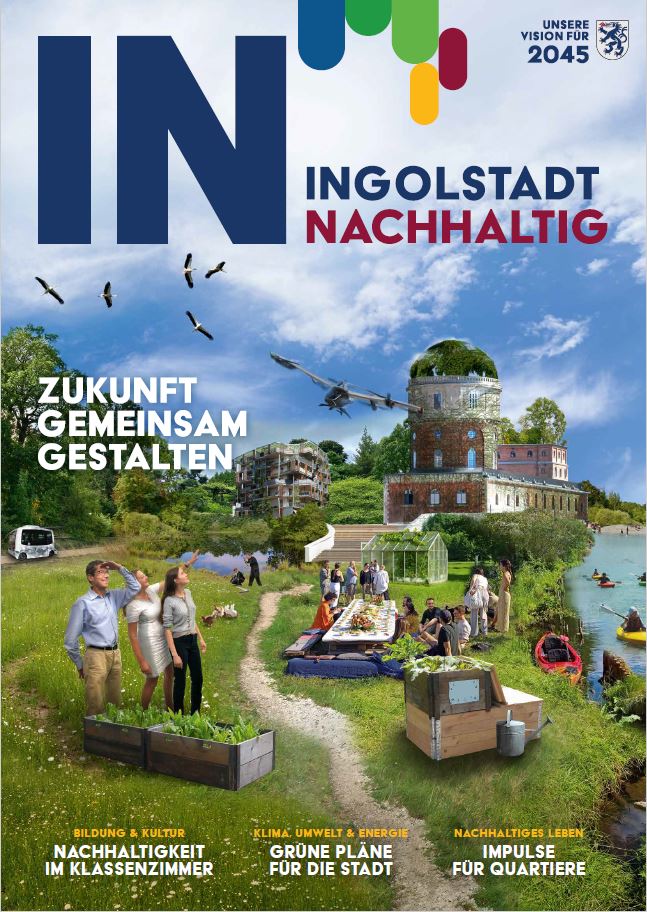 UNSERE
VISION FÜR
2045
IN
INGOLSTADT
NACHHALTIG
ZUKUNFT
GEMEINSAM
GESTALTEN
BILDUNG & KULTUR
NACHHALTIGKEIT
IM KLASSENZIMMER
KLIMA, UMWELT & ENERGIE
GRÜNE PLÄNE
FÜR DIE STADT
NACHHALTIGES LEBEN
IMPULSE
FÜR QUARTIERE